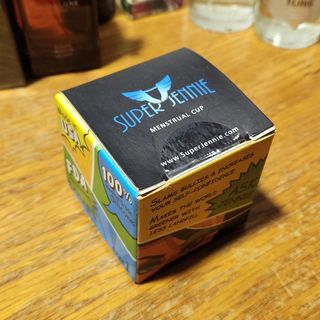 SUPER JENNIE
MENSTRUAL CUP
www.SuperJennie.com
FDA
100%
SLAMS BULLIES & INCREASES
YOUR SELF-CONFIDENCE
MAKES THE WORLD
GREENER WITH
LESS LANDFILL